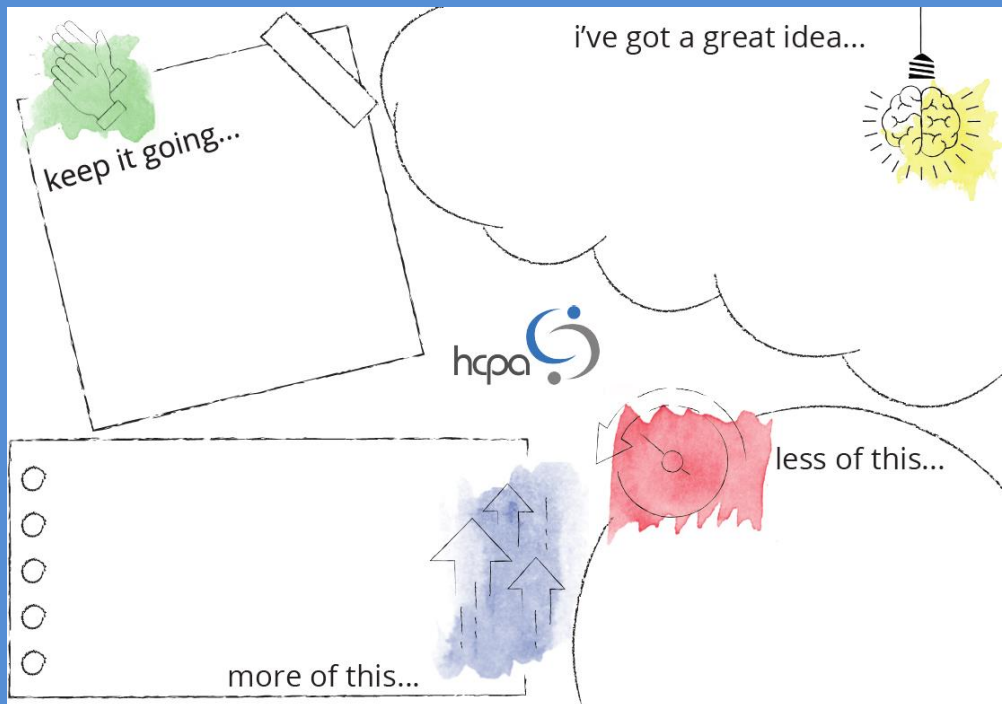 i've got a great idea...
keep it going...
hcpa
less of this...
more of this...